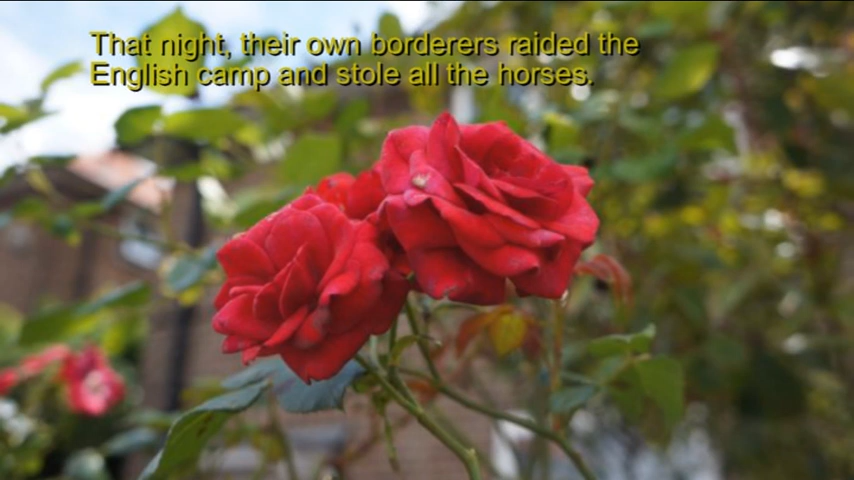 That night, their own borderers raided the
English camp and stole all the horses.